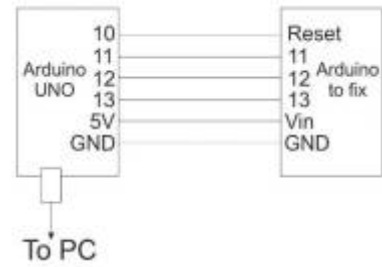 Arduino
UNO
10
11
12
13
5V
GND
Reset
11
12
13
Vin
GND
Arduino
to fix
To PC